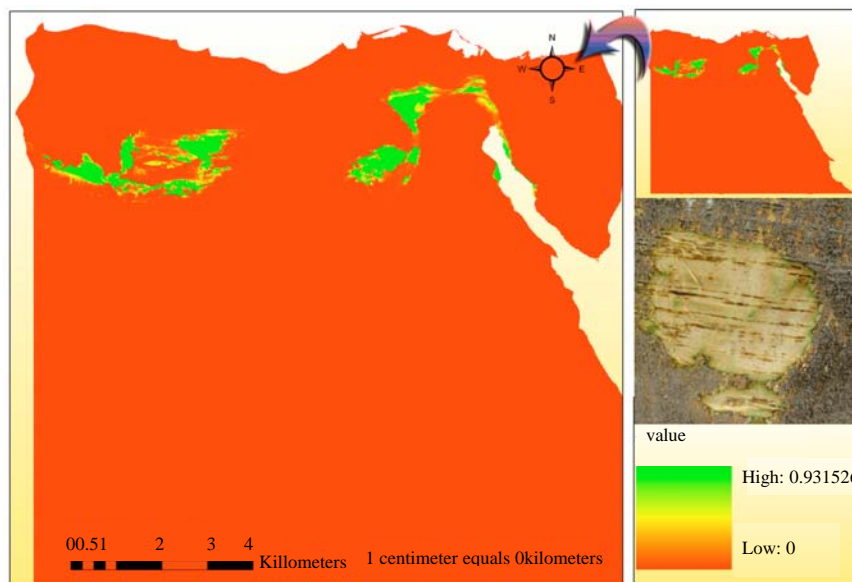 N
W E
S
value
High: 0.93152
Low: 0
00.51 2 3 4
Killometers
1 centimeter equals 0kilometers